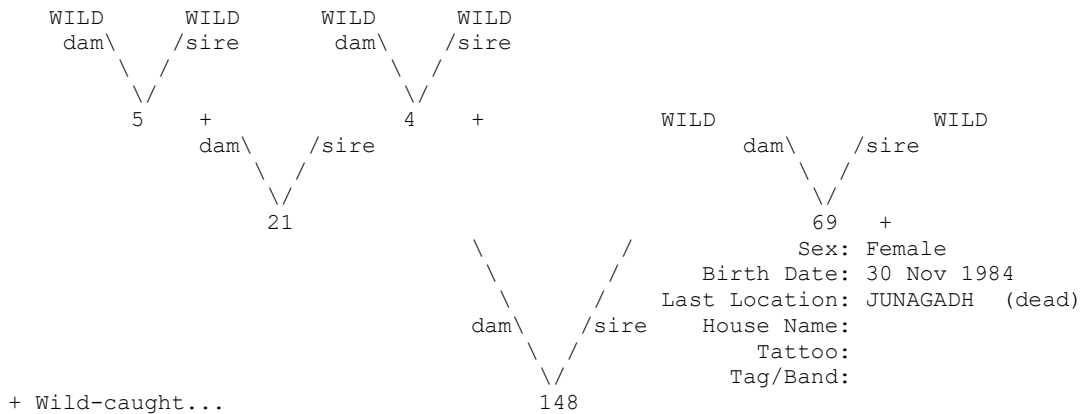 WILD WILD WILD WILD
dam\ /sire dam\ /sire
\ / \ /
\/ \/
5 + 4 + WILD WILD
dam\ /sire dam\ /sire
\ / \ /
\/ \/
21 69 +
\ / Sex: Female
\ / Birth Date: 30 Nov 1984
\ / Last Location: JUNAGADH (dead)
dam\ /sire House Name:
\ / Tattoo:
\/ Tag/Band:
+ Wild-caught... 148